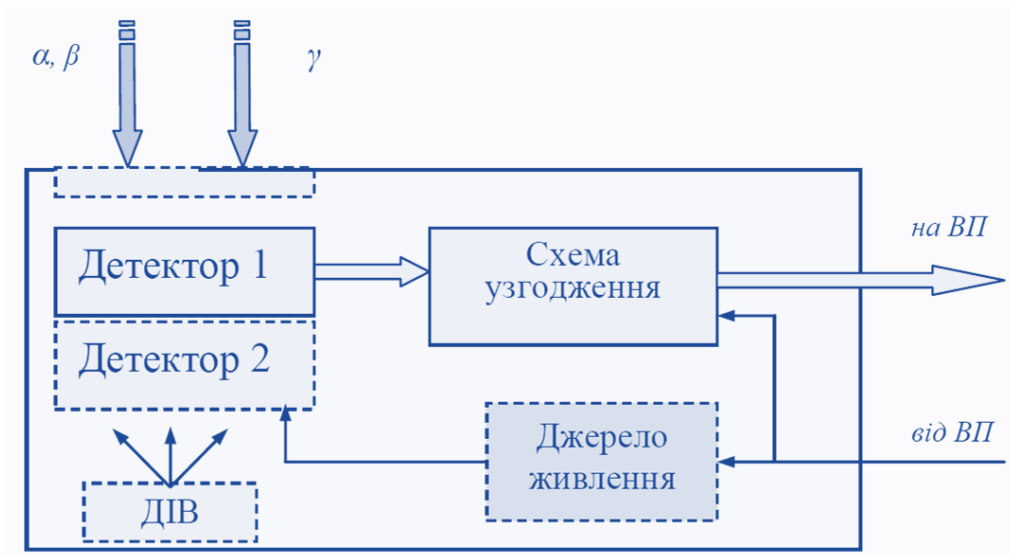 α, β
γ
Детектор 1
Схема
узгодження
на ВП
Детектор 2
Джерело
живлення
від ВП
ДІВ